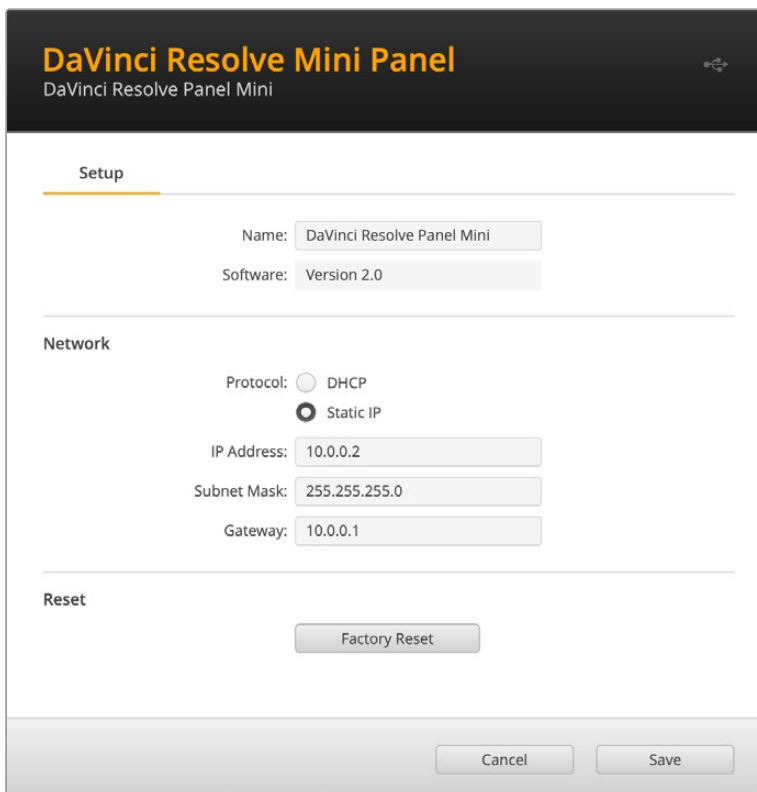 DaVinci Resolve Mini Panel
DaVinci Resolve Panel Mini
Setup
Name: DaVinci Resolve Panel Mini
Software: Version 2.0
Network
Protocol: DHCP
Static IP
IP Address: 10.0.0.2
Subnet Mask: 255.255.255.0
Gateway: 10.0.0.1
Reset
Factory Reset
Cancel Save